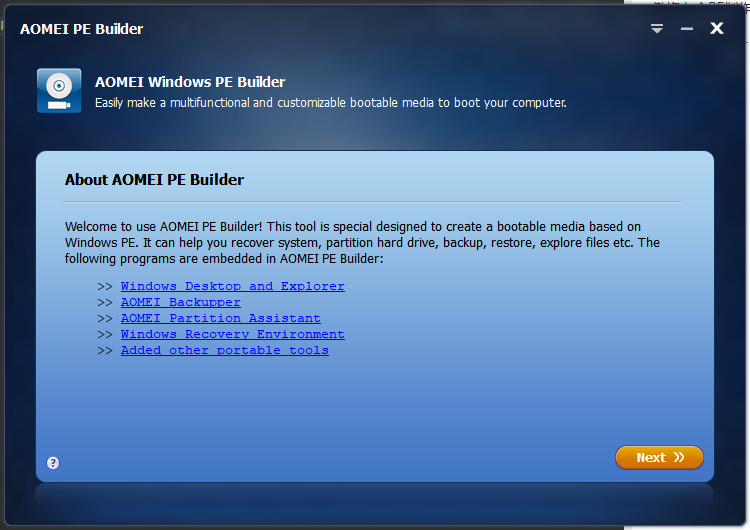 AOMEI PE Builder
AOMEI Windows PE Builder
Easily make a multifunctional and customizable bootable media to boot your computer.
About AOMEI PE Builder
Welcome to use AOMEI PE Builder! This tool is special designed to create a bootable media based on
Windows PE. It can help you recover system, partition hard drive, backup, restore, explore files etc. The
following programs are embedded in AOMEI PE Builder:
>> Windows Desktop and Explorer
>> AOMEI Backupper
>> AOMEI Partition Assistant
>> Windows Recovery Environment
>> Added other portable tools
?
Next >>